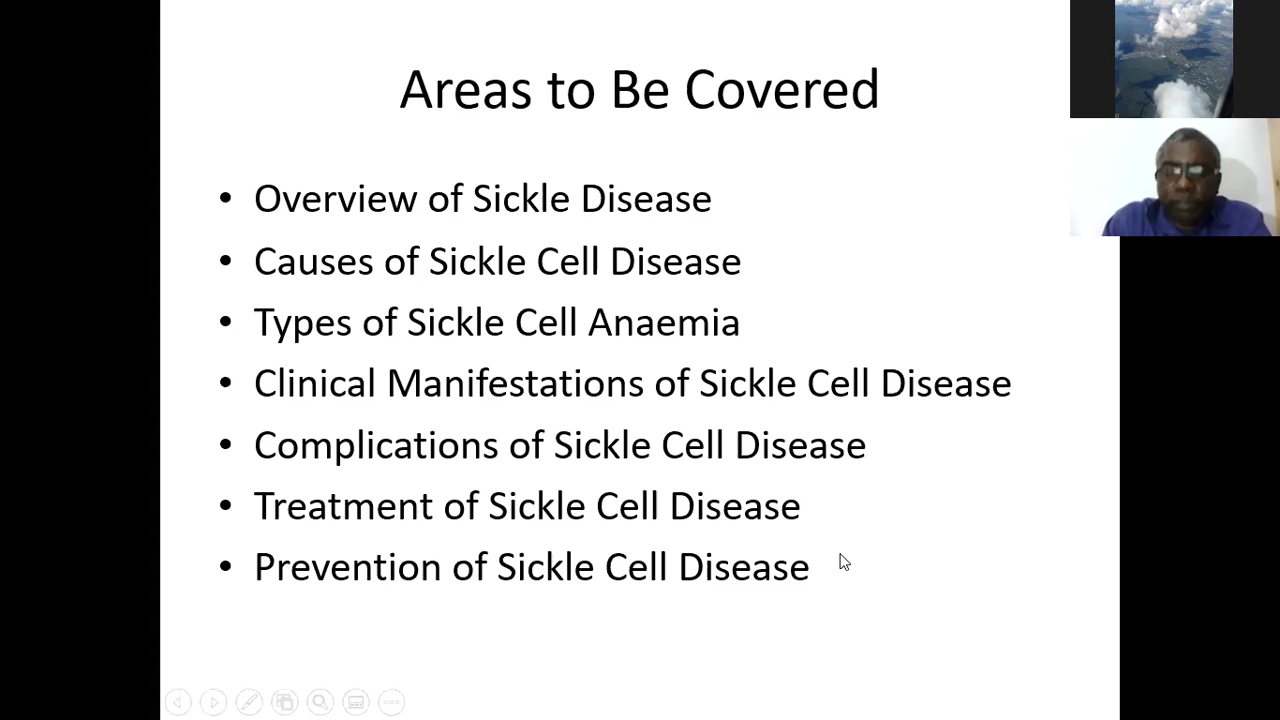 Areas to Be Covered
• Overview of Sickle Disease
• Causes of Sickle Cell Disease
• Types of Sickle Cell Anaemia
• Clinical Manifestations of Sickle Cell Disease
• Complications of Sickle Cell Disease
• Treatment of Sickle Cell Disease
• Prevention of Sickle Cell Disease